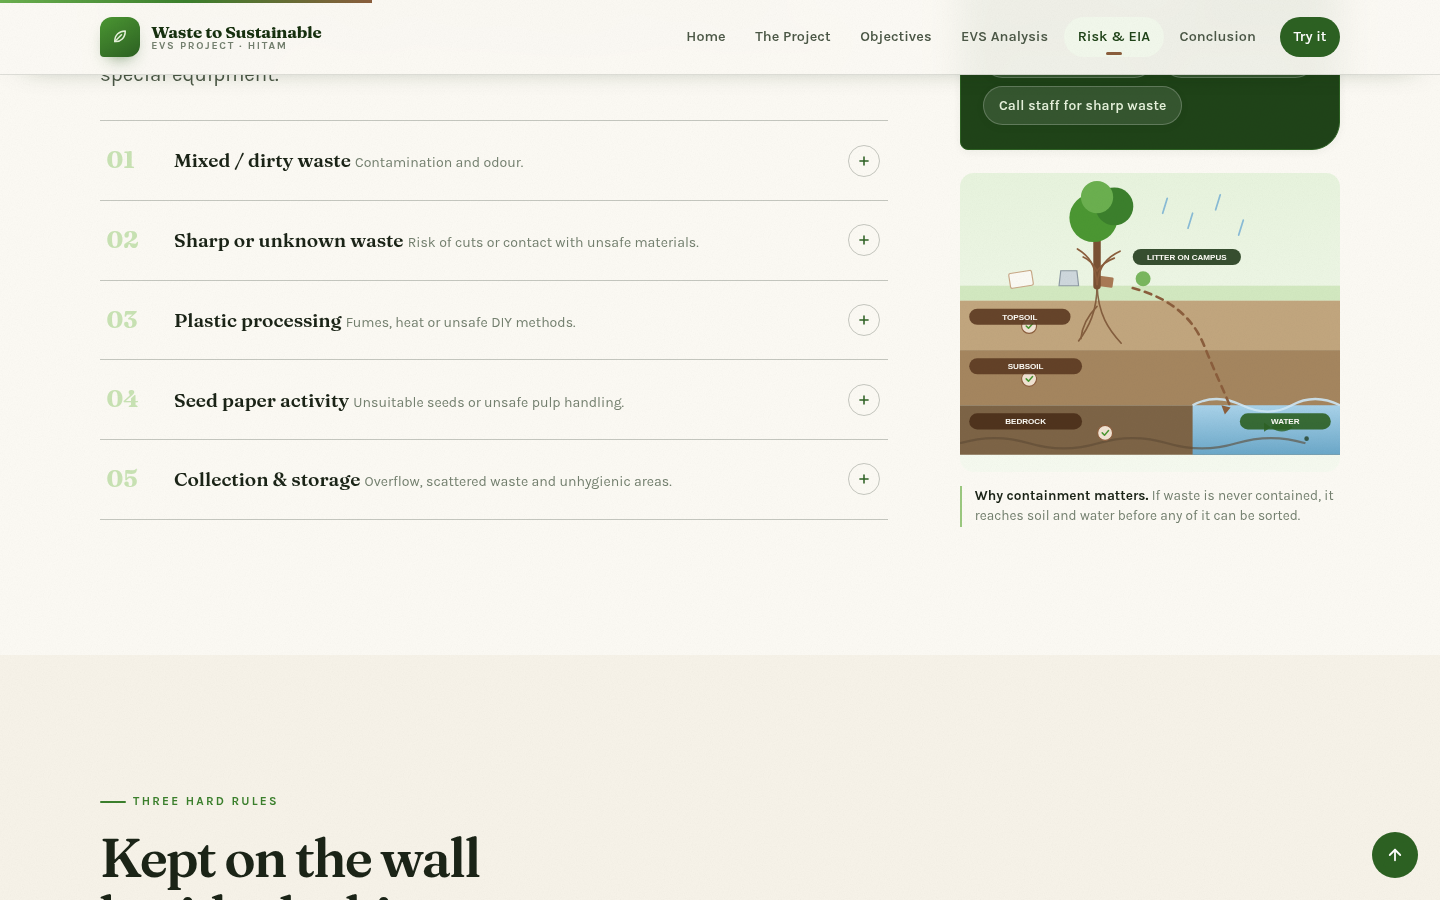 Waste to Sustainable
EVS PROJECT · HITAM
Home
The Project
Objectives
EVS Analysis
Risk & EIA
Conclusion
Try it
special equipment.
Call staff for sharp waste
01
Mixed / dirty waste Contamination and odour.
02
Sharp or unknown waste Risk of cuts or contact with unsafe materials.
03
Plastic processing Fumes, heat or unsafe DIY methods.
04
Seed paper activity Unsuitable seeds or unsafe pulp handling.
05
Collection & storage Overflow, scattered waste and unhygienic areas.
LITTER ON CAMPUS
TOPSOIL
SUBSOIL
BEDROCK
WATER
Why containment matters. If waste is never contained, it
reaches soil and water before any of it can be sorted.
THREE HARD RULES
Kept on the wall